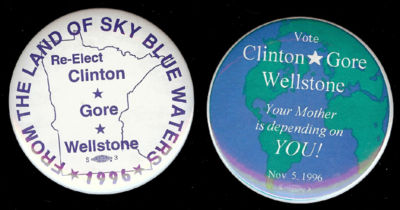 FROM THE LAND OF SKY BLUE WATERS
Re-Elect
Clinton
★
Gore
★
Wellstone
★ 1996 ★
Vote
Clinton★Gore
Wellstone
Your Mother
is depending on
YOU!
Nov. 5, 1996